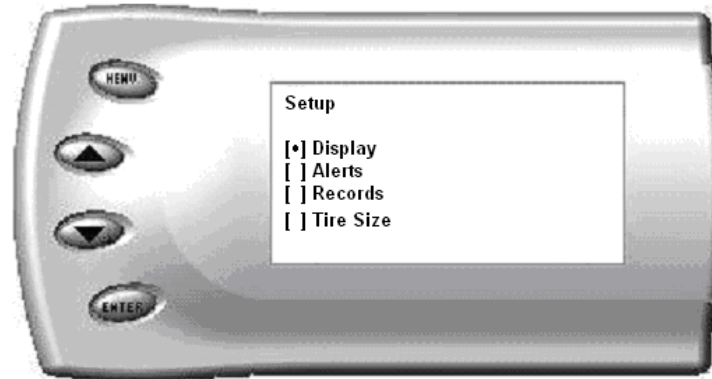 MENU
Setup
[•] Display
[ ] Alerts
[ ] Records
[ ] Tire Size
ENTER